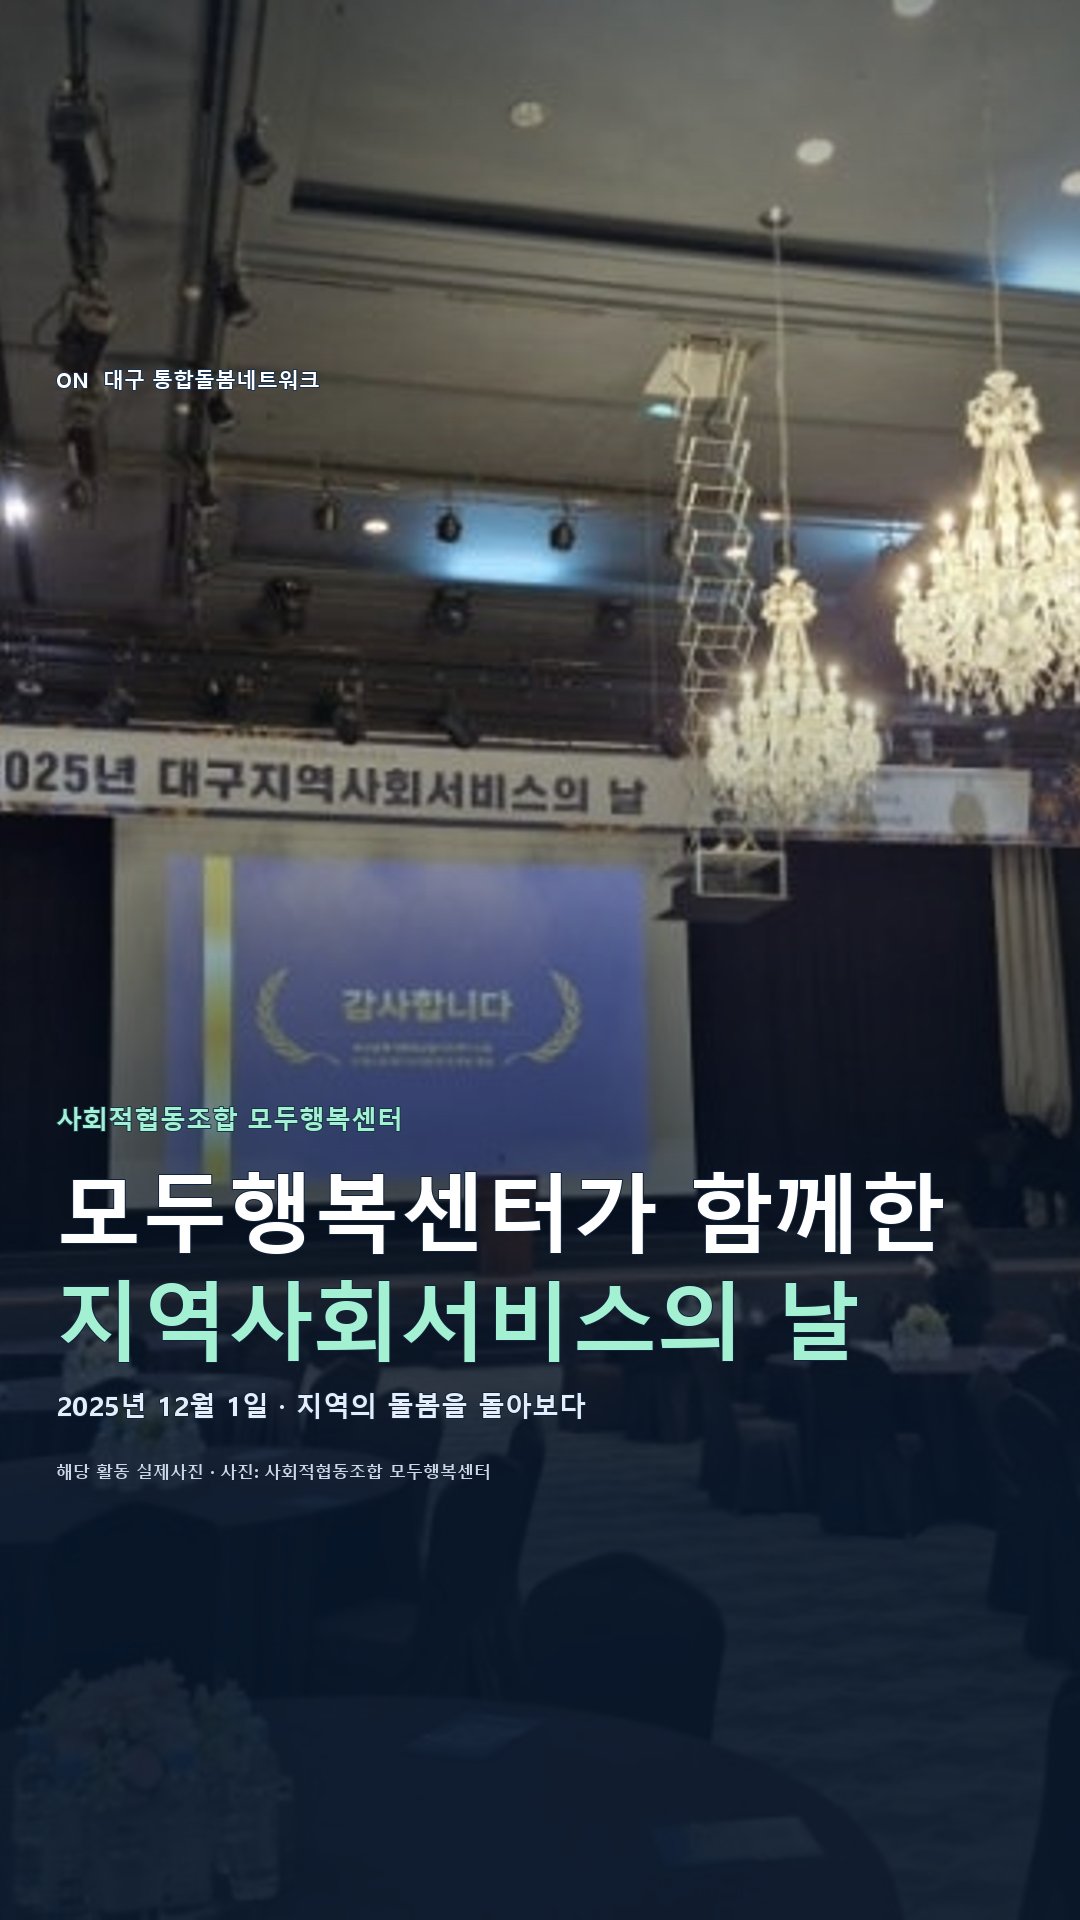 ON 대구 통합돌봄네트워크
2025년 대구지역사회서비스의 날
감사합니다
사회적협동조합 모두행복센터
모두행복센터가 함께한
지역사회서비스의 날
2025년 12월 1일 · 지역의 돌봄을 돌아보다
해당 활동 실제사진 · 사진: 사회적협동조합 모두행복센터